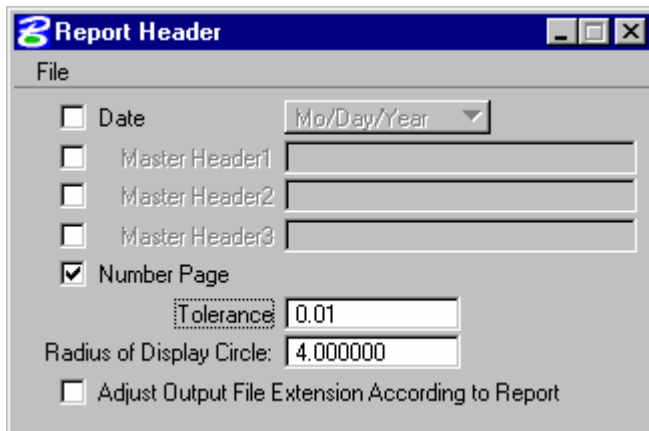 Report Header
File
Date Mo/Day/Year
Master Header1
Master Header2
Master Header3
Number Page
Tolerance 0.01
Radius of Display Circle: 4.000000
Adjust Output File Extension According to Report